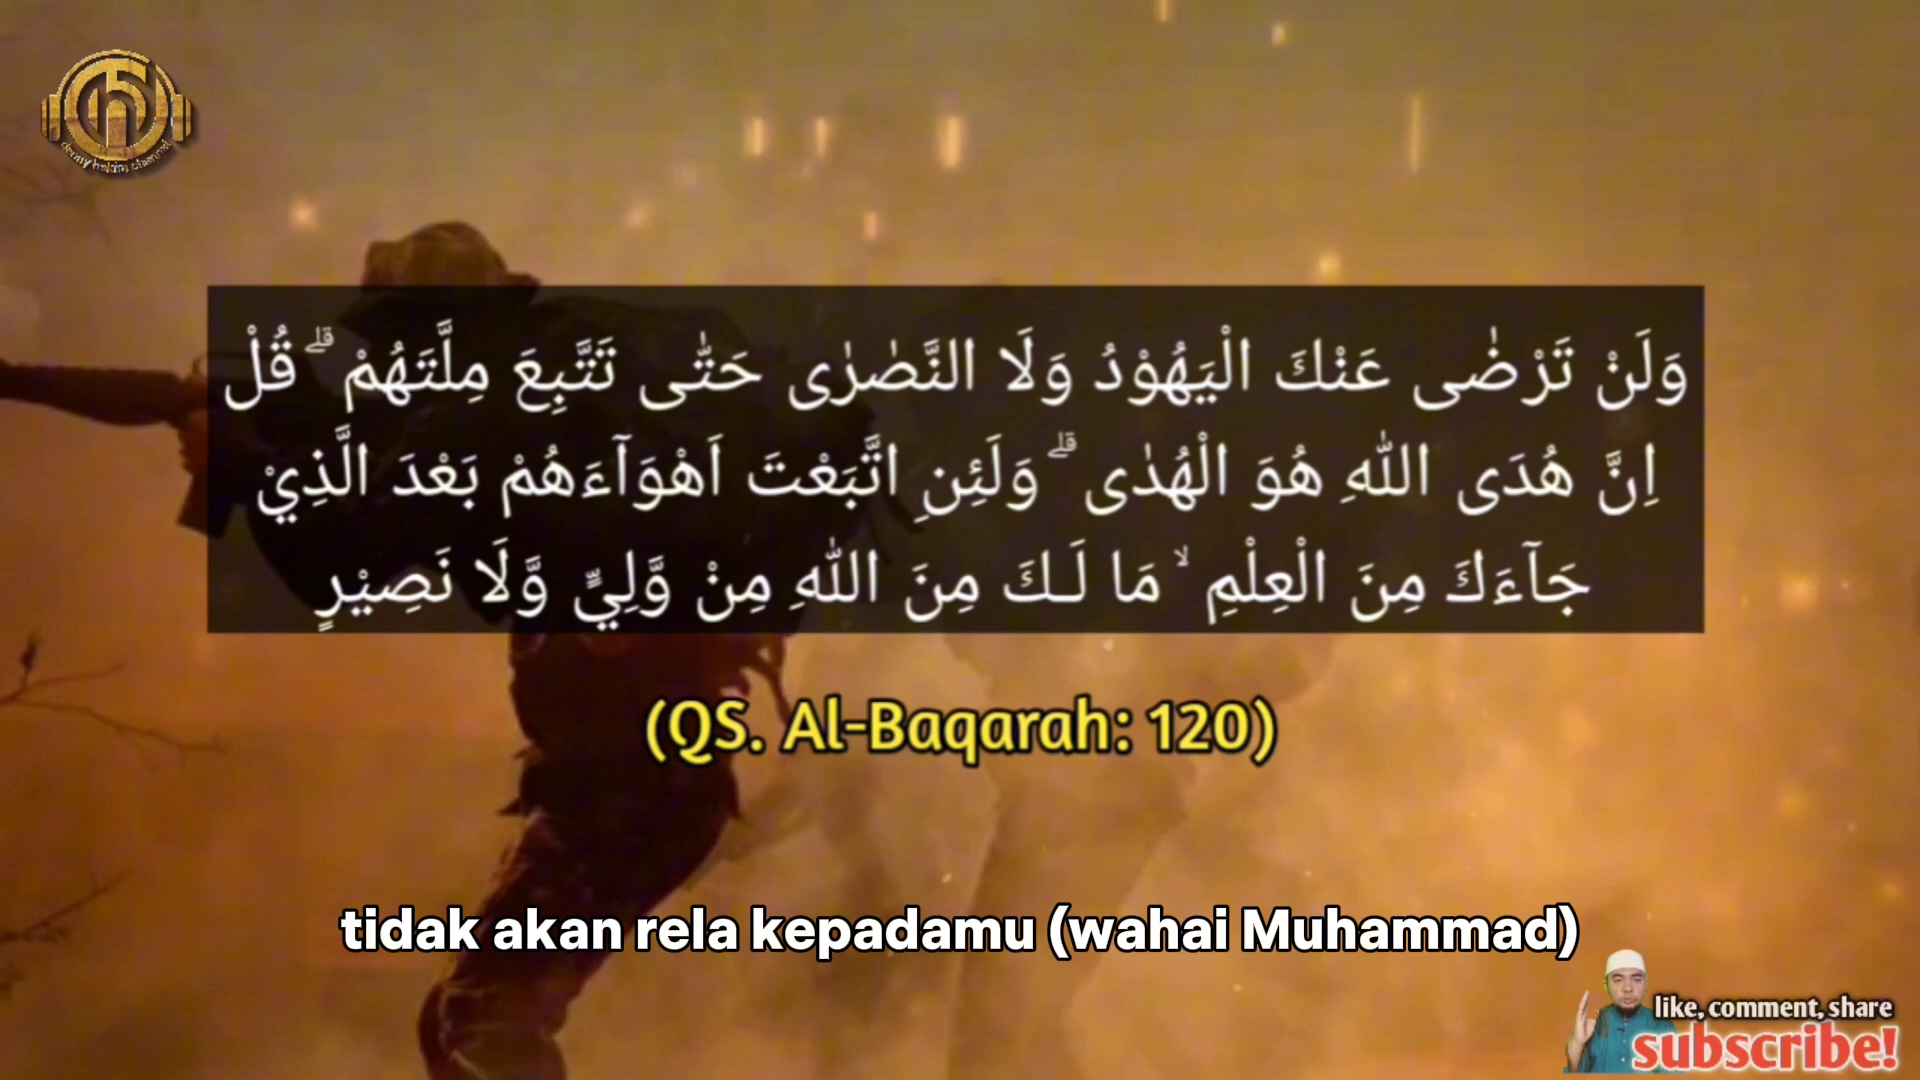 وَلَنْ تَرْضٰى عَنْكَ الْيَهُوْدُ وَلَا النَّصٰرٰى حَتّٰى تَتَّبِعَ مِلَّتَهُمْ ۗ قُلْ
اِنَّ هُدَى اللّٰهِ هُوَ الْهُدٰى ۗ وَلَئِنِ اتَّبَعْتَ اَهْوَاۤءَهُمْ بَعْدَ الَّذِيْ
جَاۤءَكَ مِنَ الْعِلْمِ ۙ مَا لَـكَ مِنَ اللّٰهِ مِنْ وَّلِيٍّ وَّلَا نَصِيْرٍ
(QS. Al-Baqarah: 120)
tidak akan rela kepadamu (wahai Muhammad)
like, comment, share
subscribe!